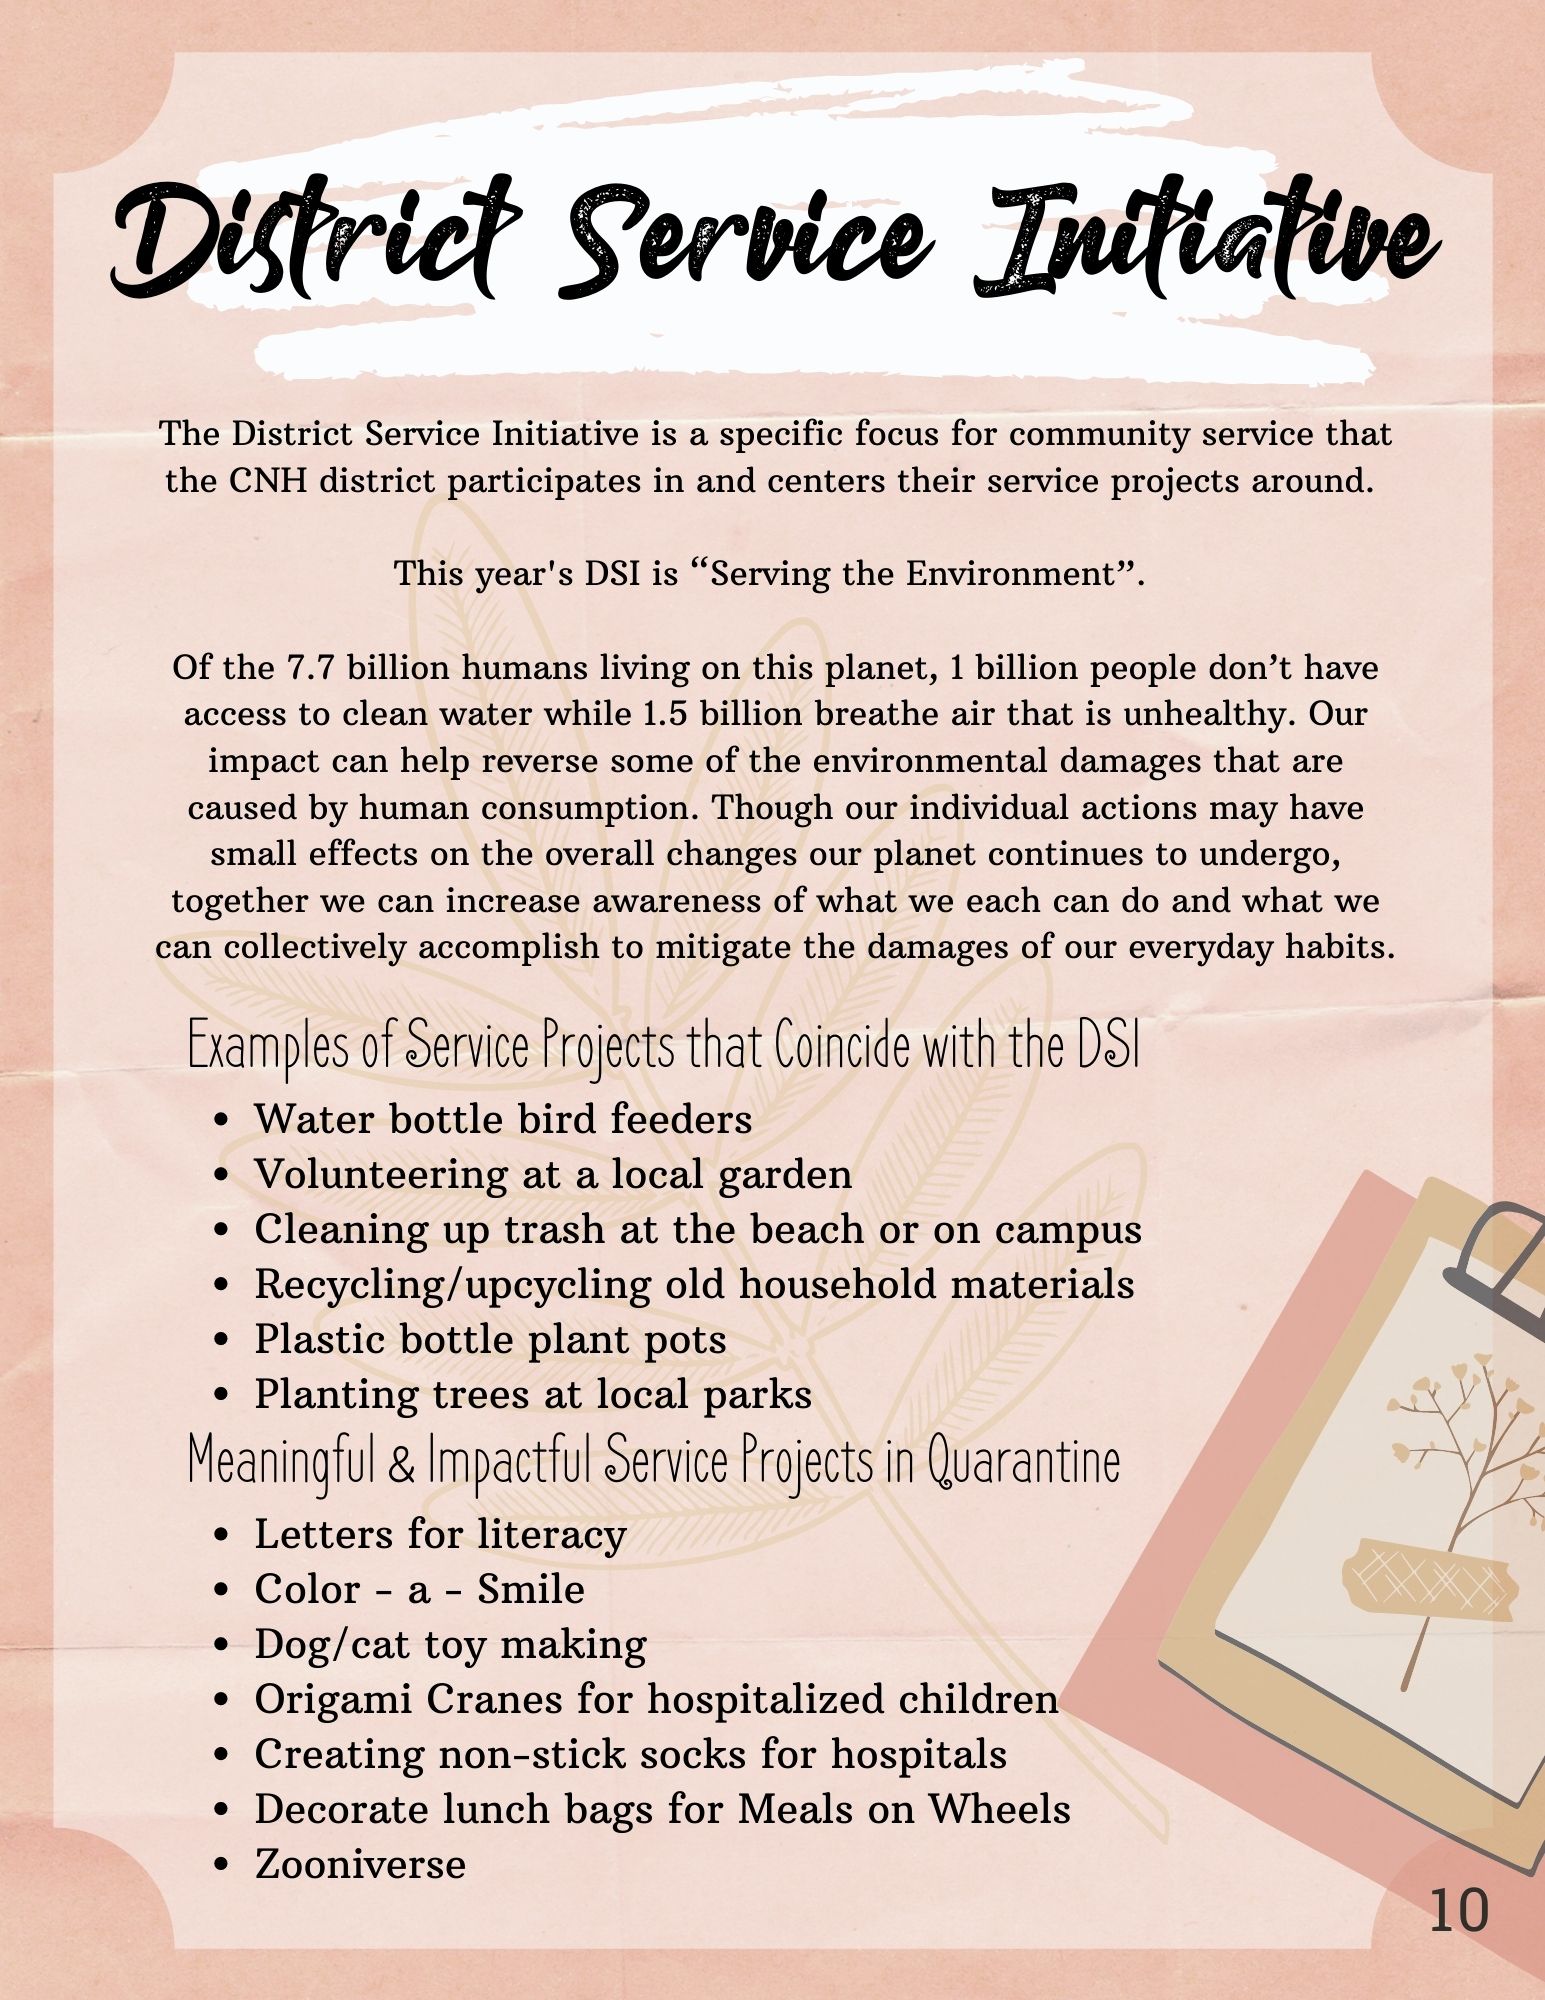 District Service Initiative
The District Service Initiative is a specific focus for community service that
the CNH district participates in and centers their service projects around.
This year's DSI is “Serving the Environment”.
Of the 7.7 billion humans living on this planet, 1 billion people don’t have
access to clean water while 1.5 billion breathe air that is unhealthy. Our
impact can help reverse some of the environmental damages that are
caused by human consumption. Though our individual actions may have
small effects on the overall changes our planet continues to undergo,
together we can increase awareness of what we each can do and what we
can collectively accomplish to mitigate the damages of our everyday habits.
Examples of Service Projects that Coincide with the DSI
• Water bottle bird feeders
• Volunteering at a local garden
• Cleaning up trash at the beach or on campus
• Recycling/upcycling old household materials
• Plastic bottle plant pots
• Planting trees at local parks
Meaningful & Impactful Service Projects in Quarantine
• Letters for literacy
• Color - a - Smile
• Dog/cat toy making
• Origami Cranes for hospitalized children
• Creating non-stick socks for hospitals
• Decorate lunch bags for Meals on Wheels
• Zooniverse
10